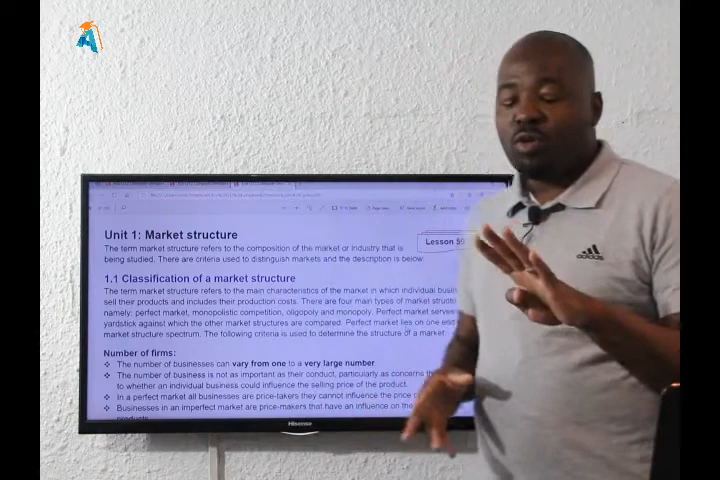 Unit 1: Market structure
The term market structure refers to the composition of the market or industry that is
being studied. There are criteria used to distinguish markets and the description is below
Lesson 59
1.1 Classification of a market structure
The term market structure refers to the main characteristics of the market in which individual
sell their products and includes their production costs. There are four main types of market
namely: perfect market, monopolistic competition, oligopoly and monopoly. Perfect market serves
yardstick against which the other market structures are compared. Perfect market lies on one
market structure spectrum. The following criteria is used to determine the structure of a market.
Number of firms:
❖ The number of businesses can vary from one to a very large number
❖ The number of business is not as important as their conduct, particularly as concerns
to whether an individual business could influence the selling price of the product.
❖ In a perfect market all businesses are price-takers they cannot influence the price
❖ Businesses in an imperfect market are price-makers that have an influence on the
products
Hisense
adidas